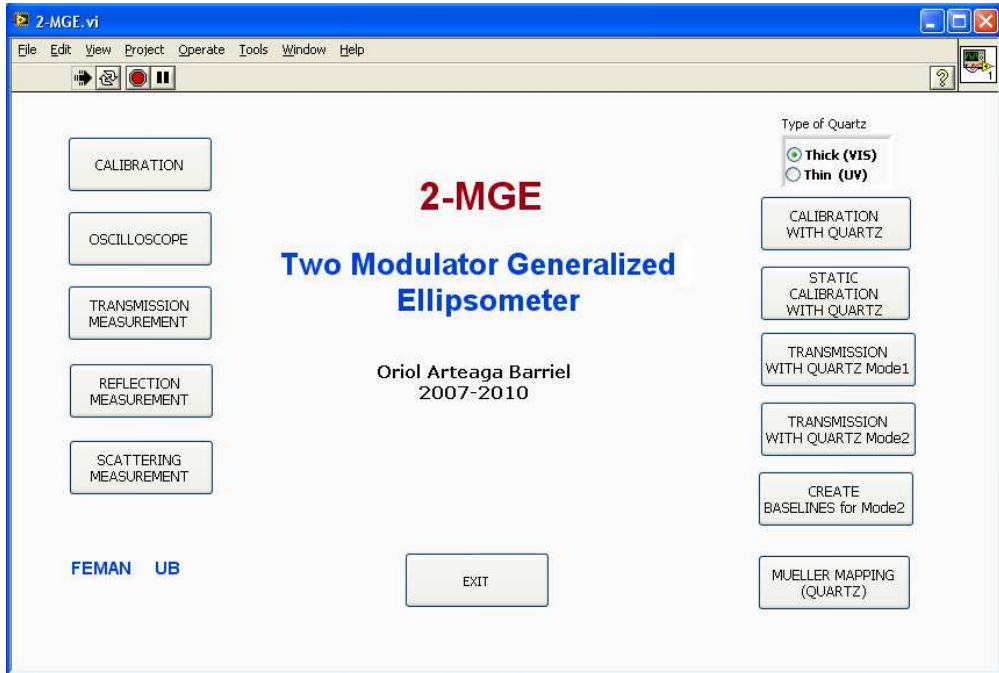 2-MGE.vi
File Edit View Project Operate Tools Window Help
1
CALIBRATION
OSCILLOSCOPE
TRANSMISSION
MEASUREMENT
REFLECTION
MEASUREMENT
SCATTERING
MEASUREMENT
FEMAN UB
2-MGE
Two Modulator Generalized
Ellipsometer
Oriol Arteaga Barriel
2007-2010
EXIT
Type of Quartz
Thick (VIS)
Thin (UV)
CALIBRATION
WITH QUARTZ
STATIC
CALIBRATION
WITH QUARTZ
TRANSMISSION
WITH QUARTZ Mode1
TRANSMISSION
WITH QUARTZ Mode2
CREATE
BASELINES for Mode2
MUELLER MAPPING
(QUARTZ)